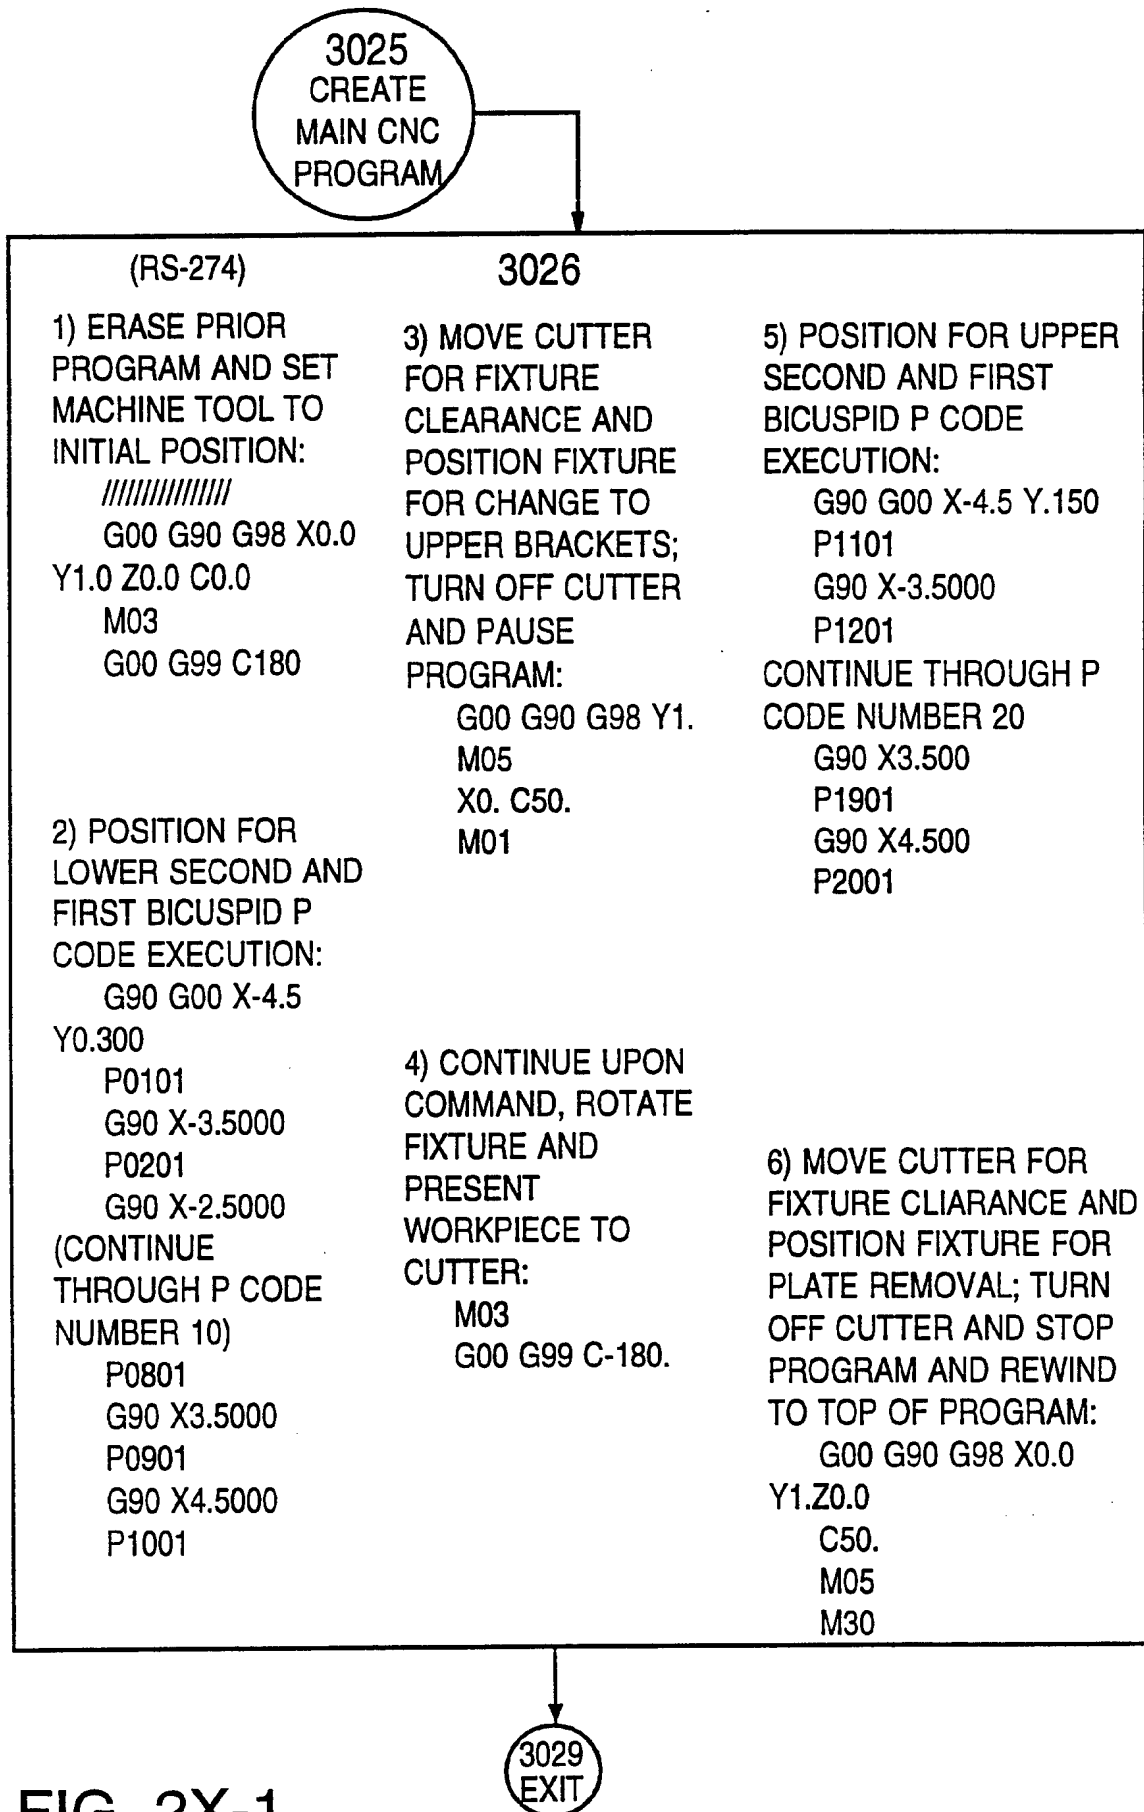 3025
CREATE
MAIN CNC
PROGRAM
(RS-274)
3026
1) ERASE PRIOR
PROGRAM AND SET
MACHINE TOOL TO
INITIAL POSITION:
////////////////
G00 G90 G98 X0.0
Y1.0 Z0.0 C0.0
M03
G00 G99 C180
2) POSITION FOR
LOWER SECOND AND
FIRST BICUSPID P
CODE EXECUTION:
G90 G00 X-4.5
Y0.300
P0101
G90 X-3.5000
P0201
G90 X-2.5000
(CONTINUE
THROUGH P CODE
NUMBER 10)
P0801
G90 X3.5000
P0901
G90 X4.5000
P1001
3) MOVE CUTTER
FOR FIXTURE
CLEARANCE AND
POSITION FIXTURE
FOR CHANGE TO
UPPER BRACKETS;
TURN OFF CUTTER
AND PAUSE
PROGRAM:
G00 G90 G98 Y1.
M05
X0. C50.
M01
4) CONTINUE UPON
COMMAND, ROTATE
FIXTURE AND
PRESENT
WORKPIECE TO
CUTTER:
M03
G00 G99 C-180.
5) POSITION FOR UPPER
SECOND AND FIRST
BICUSPID P CODE
EXECUTION:
G90 G00 X-4.5 Y.150
P1101
G90 X-3.5000
P1201
CONTINUE THROUGH P
CODE NUMBER 20
G90 X3.500
P1901
G90 X4.500
P2001
6) MOVE CUTTER FOR
FIXTURE CLIARANCE AND
POSITION FIXTURE FOR
PLATE REMOVAL; TURN
OFF CUTTER AND STOP
PROGRAM AND REWIND
TO TOP OF PROGRAM:
G00 G90 G98 X0.0
Y1.Z0.0
C50.
M05
M30
3029
EXIT
FIG. 2X-1